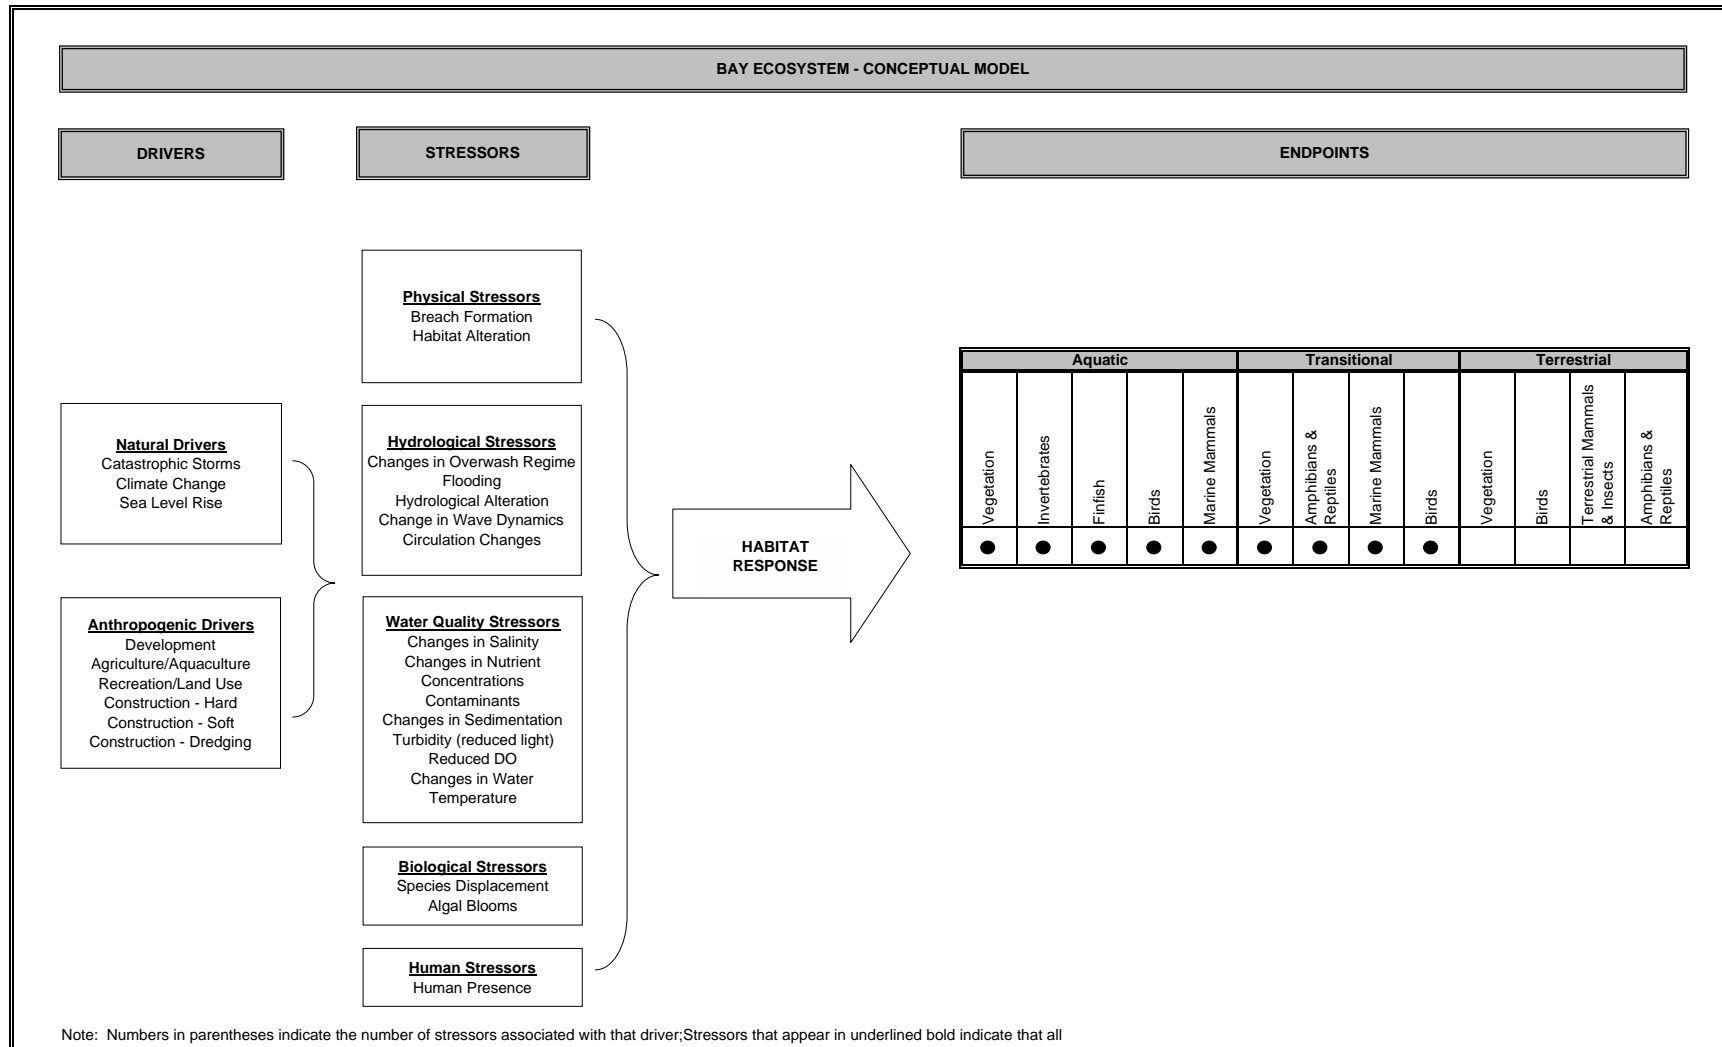 BAY ECOSYSTEM - CONCEPTUAL MODEL
DRIVERS
STRESSORS
ENDPOINTS
Natural Drivers
Catastrophic Storms
Climate Change
Sea Level Rise
Anthropogenic Drivers
Development
Agriculture/Aquaculture
Recreation/Land Use
Construction - Hard
Construction - Soft
Construction - Dredging
Physical Stressors
Breach Formation
Habitat Alteration
Hydrological Stressors
Changes in Overwash Regime
Flooding
Hydrological Alteration
Change in Wave Dynamics
Circulation Changes
Water Quality Stressors
Changes in Salinity
Changes in Nutrient
Concentrations
Contaminants
Changes in Sedimentation
Turbidity (reduced light)
Reduced DO
Changes in Water
Temperature
Biological Stressors
Species Displacement
Algal Blooms
Human Stressors
Human Presence
HABITAT
RESPONSE
Aquatic
Transitional
Terrestrial
Vegetation
Invertebrates
Finfish
Birds
Marine Mammals
Vegetation
Amphibians &
Reptiles
Marine Mammals
Birds
Vegetation
Birds
Terrestrial Mammals
& Insects
Amphibians &
Reptiles
Note:  Numbers in parentheses indicate the number of stressors associated with that driver;Stressors that appear in underlined bold indicate that all